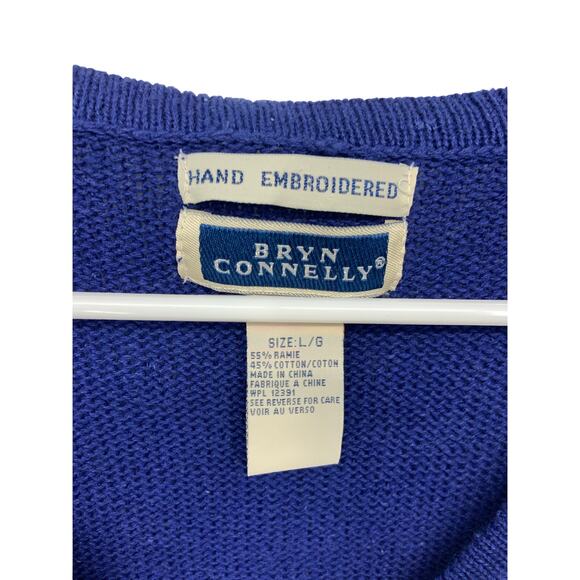 HAND EMBROIDERED
BRYN
CONNELLY®
SIZE: L/G
55% RAMIE
45% COTTON/COTON
MADE IN CHINA
FABRIQUE A CHINE
WPL 12391
SEE REVERSE FOR CARE
VOIR AU VERSO